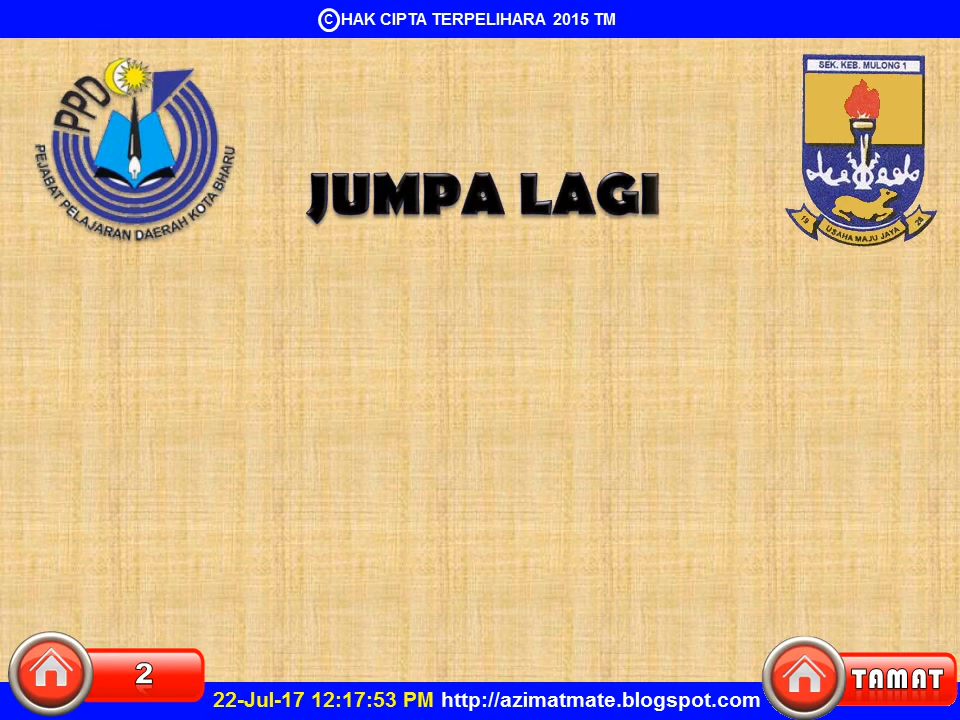 © HAK CIPTA TERPELIHARA 2015 TM
PPD
PEJABAT PELAJARAN DAERAH KOTA BHARU
SEK. KEB. MULONG 1
19 USAHA MAJU JAYA 28
JUMPA LAGI
2
TAMAT
22-Jul-17 12:17:53 PM http://azimatmate.blogspot.com